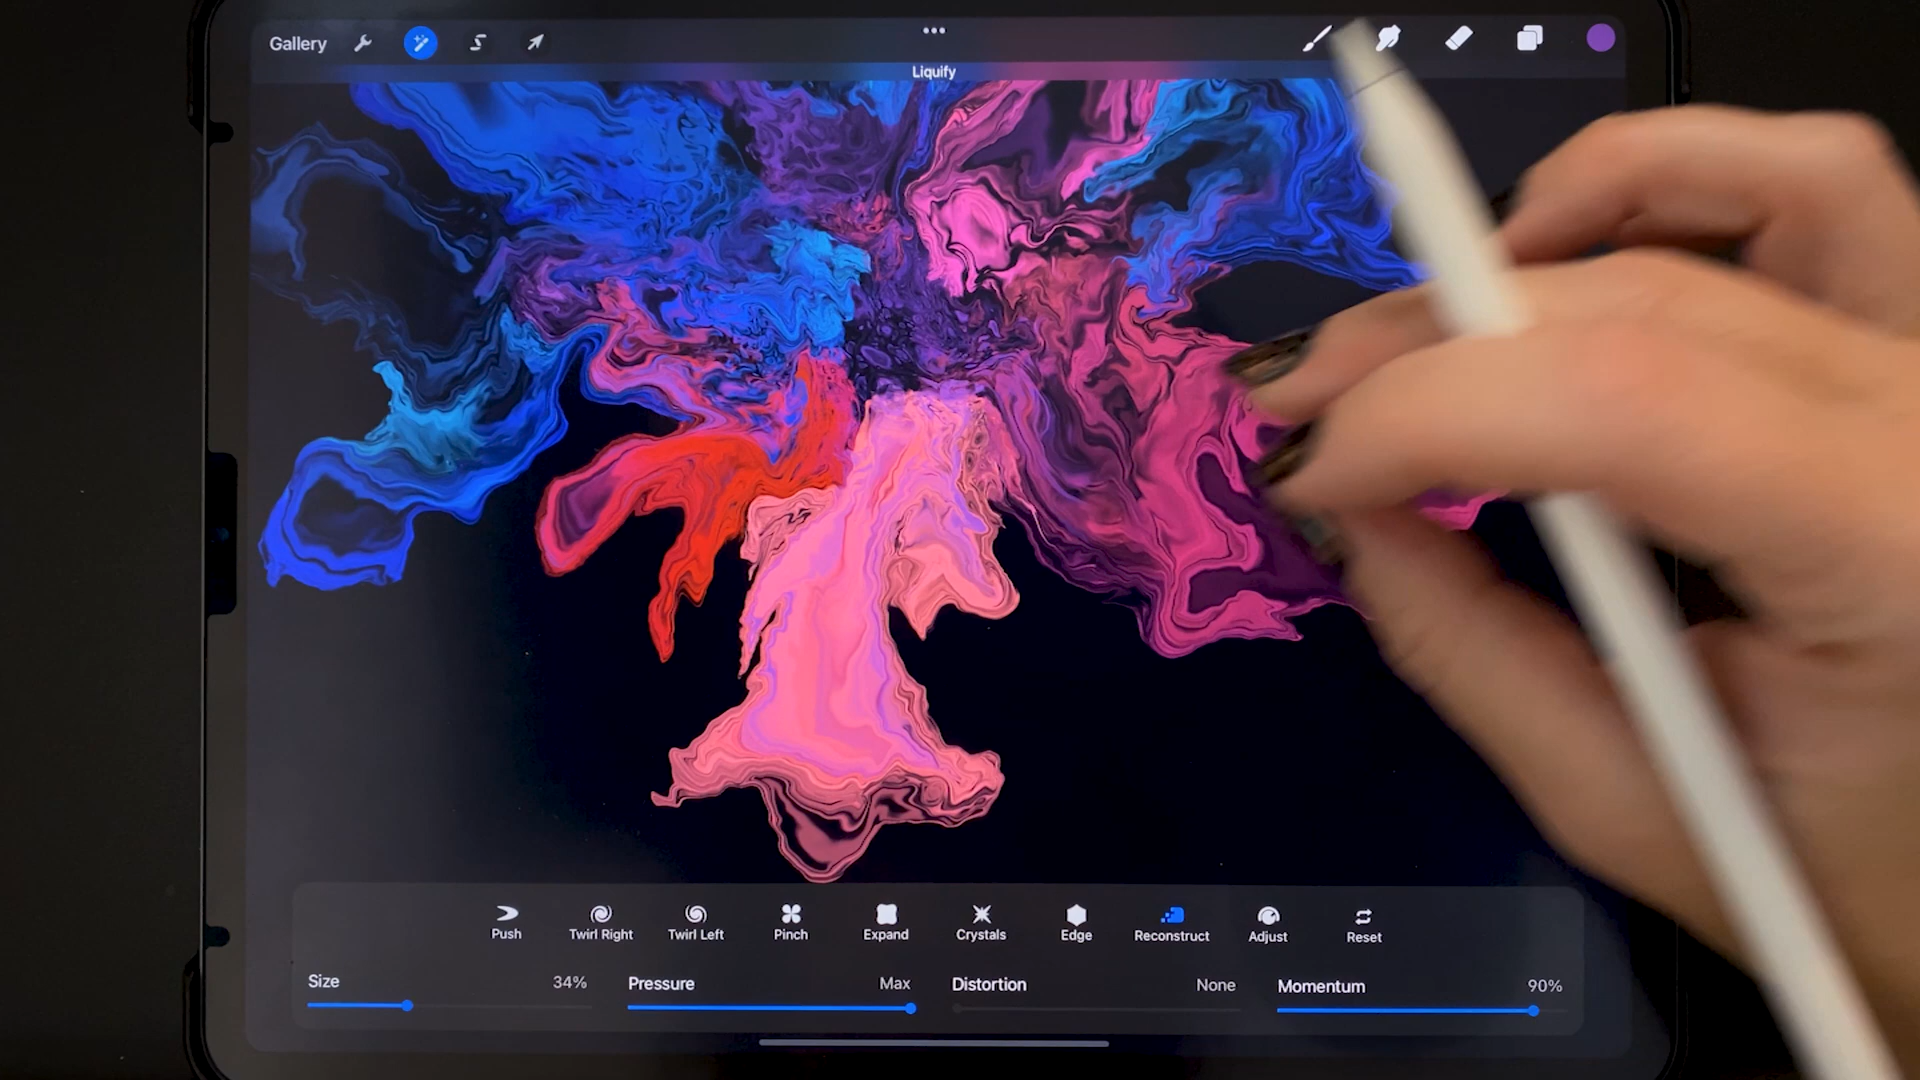 Gallery
Liquify
Push
Twirl Right
Twirl Left
Pinch
Expand
Crystals
Edge
Reconstruct
Adjust
Reset
Size 34%
Pressure Max
Distortion None
Momentum 90%